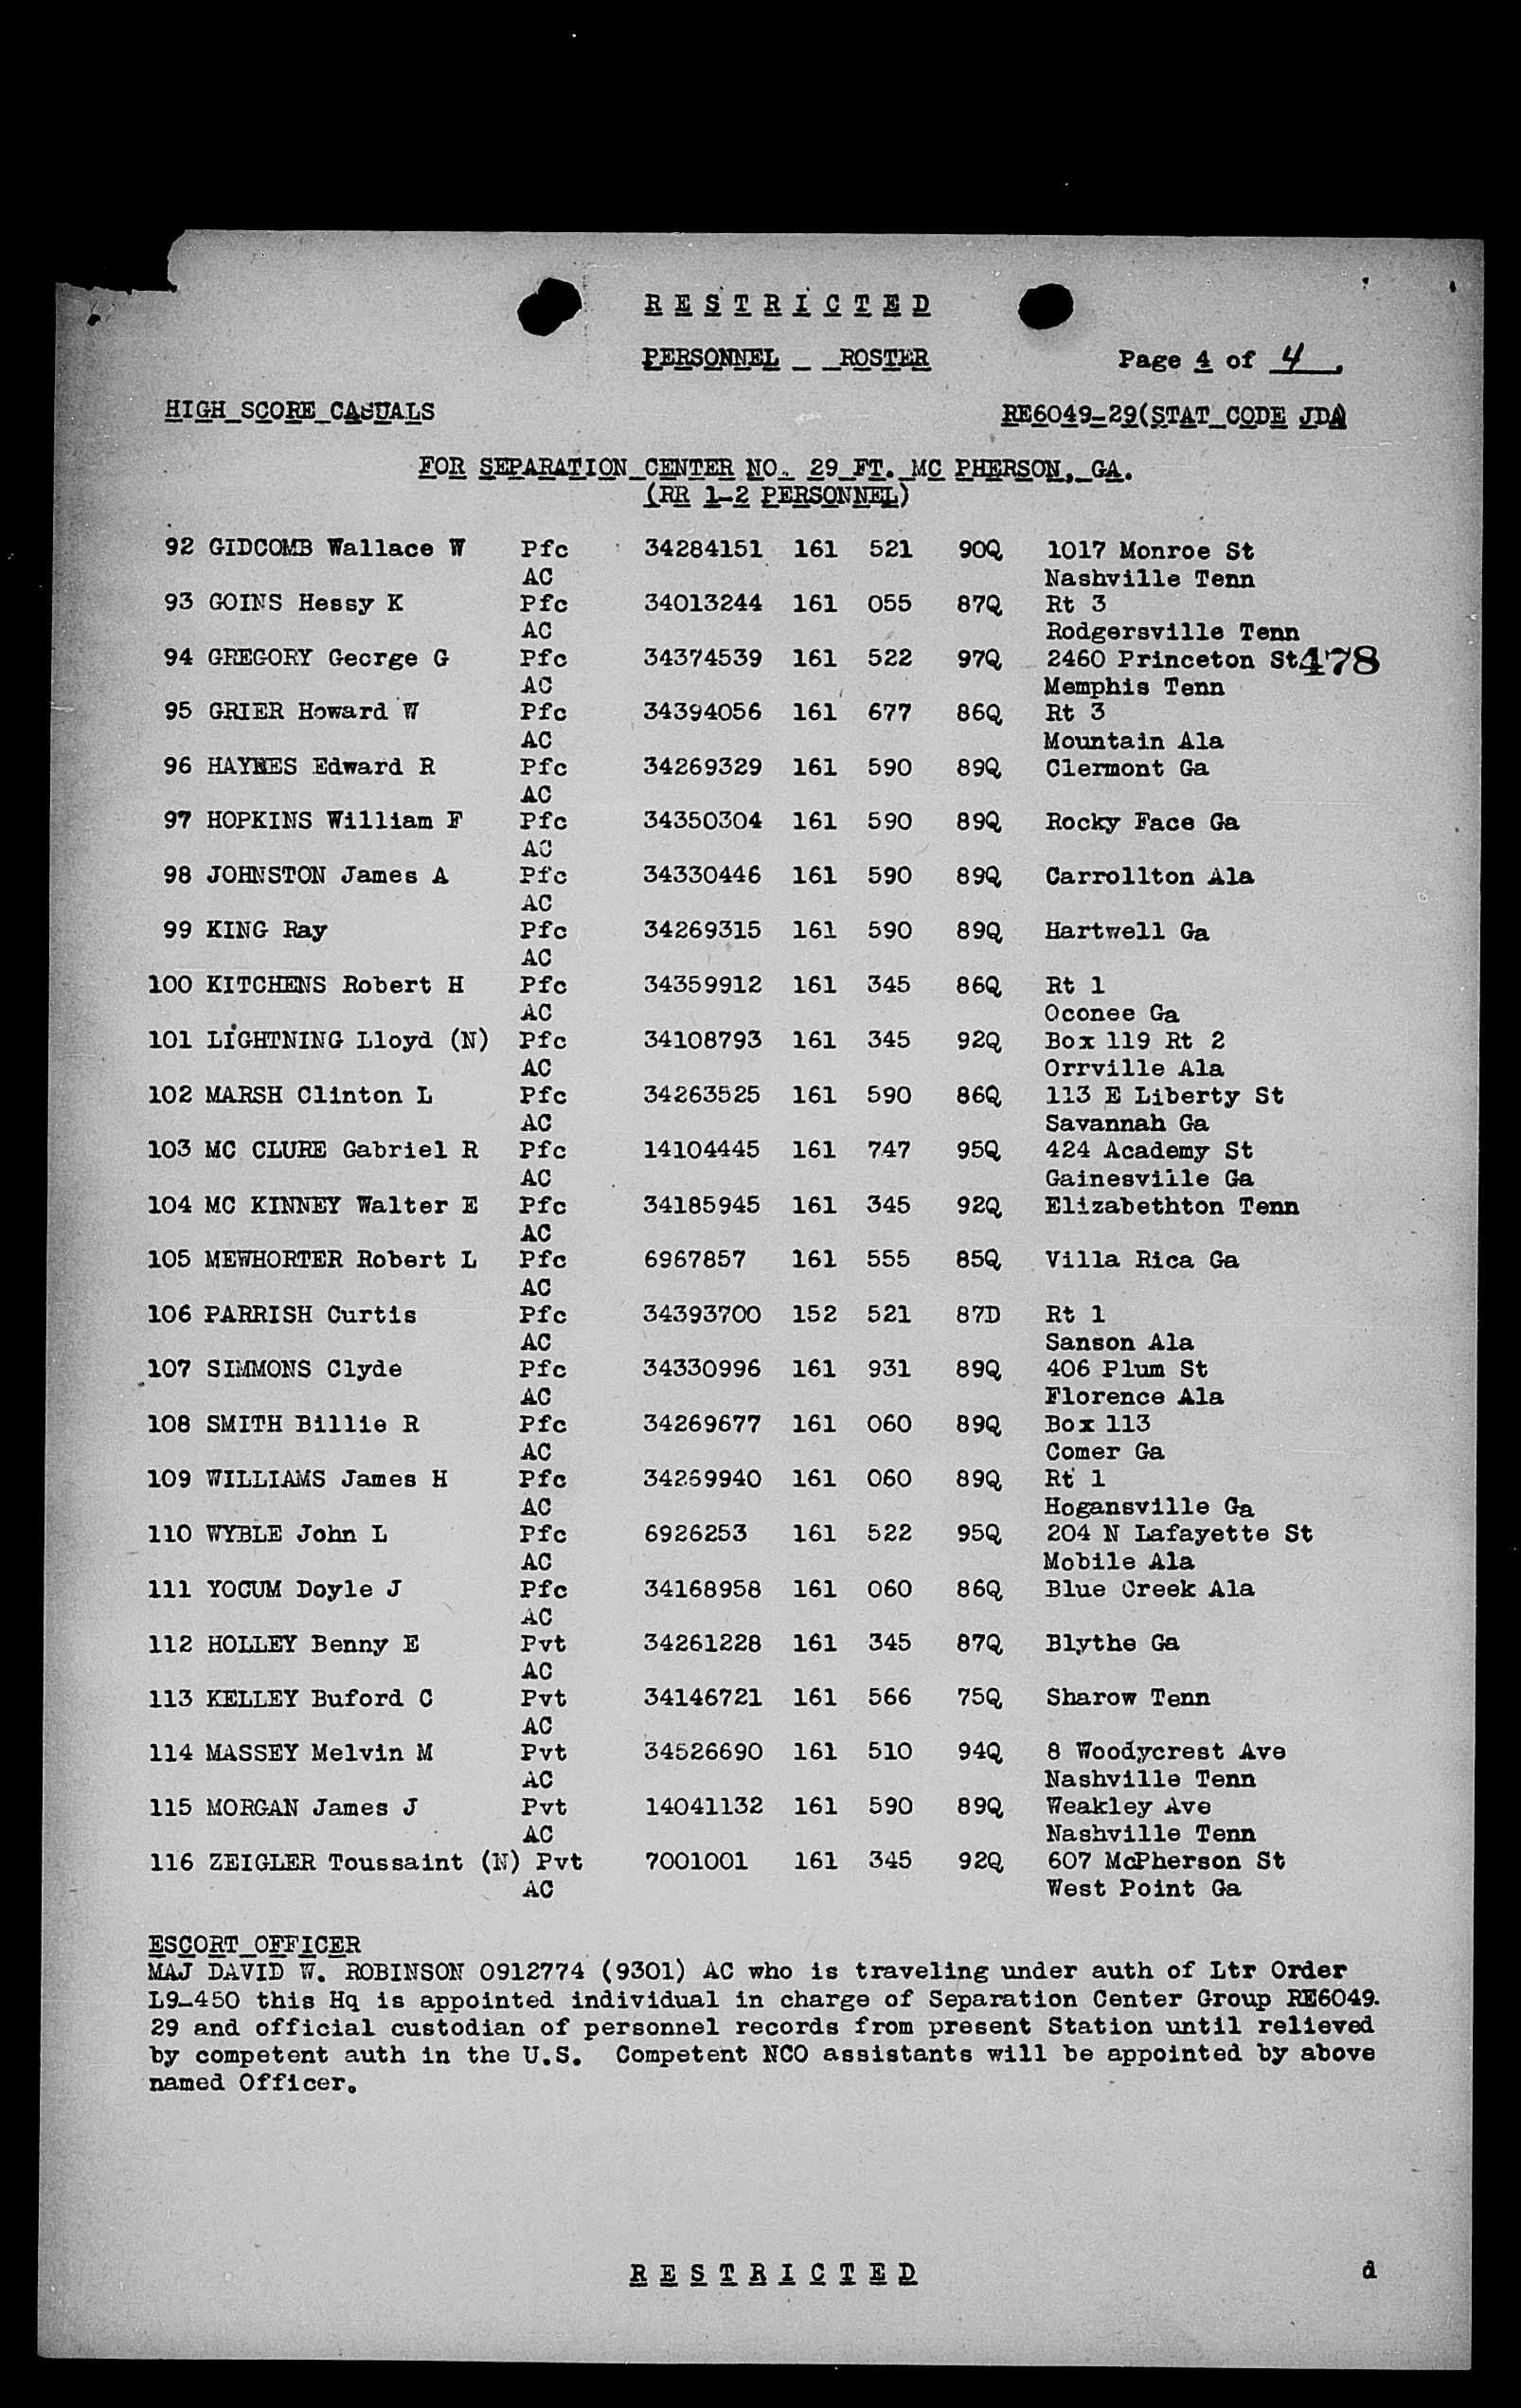 RESTRICTED
PERSONNEL _ _ROSTER Page 4 of 4.
HIGH_SCORE_CASUALS RE6049-29(STAT_CODE JDA)
FOR SEPARATION_CENTER NO. 29_FT. MC PHERSON,_GA.
(RR 1-2 PERSONNEL)
92 GIDCOMB Wallace W Pfc 34284151 161 521 90Q 1017 Monroe St
AC Nashville Tenn
93 GOINS Hessy K Pfc 34013244 161 055 87Q Rt 3
AC Rodgersville Tenn
94 GREGORY George G Pfc 34374539 161 522 97Q 2460 Princeton St 478
AC Memphis Tenn
95 GRIER Howard W Pfc 34394056 161 677 86Q Rt 3
AC Mountain Ala
96 HAYNES Edward R Pfc 34269329 161 590 89Q Clermont Ga
AC
97 HOPKINS William F Pfc 34350304 161 590 89Q Rocky Face Ga
AC
98 JOHNSTON James A Pfc 34330446 161 590 89Q Carrollton Ala
AC
99 KING Ray Pfc 34269315 161 590 89Q Hartwell Ga
AC
100 KITCHENS Robert H Pfc 34359912 161 345 86Q Rt 1
AC Oconee Ga
101 LIGHTNING Lloyd (N) Pfc 34108793 161 345 92Q Box 119 Rt 2
AC Orrville Ala
102 MARSH Clinton L Pfc 34263525 161 590 86Q 113 E Liberty St
AC Savannah Ga
103 MC CLURE Gabriel R Pfc 14104445 161 747 95Q 424 Academy St
AC Gainesville Ga
104 MC KINNEY Walter E Pfc 34185945 161 345 92Q Elizabethton Tenn
AC
105 MEWHORTER Robert L Pfc 6967857 161 555 85Q Villa Rica Ga
AC
106 PARRISH Curtis Pfc 34393700 152 521 87D Rt 1
AC Sanson Ala
107 SIMMONS Clyde Pfc 34330996 161 931 89Q 406 Plum St
AC Florence Ala
108 SMITH Billie R Pfc 34269677 161 060 89Q Box 113
AC Comer Ga
109 WILLIAMS James H Pfc 34269940 161 060 89Q Rt 1
AC Hogansville Ga
110 WYBLE John L Pfc 6926253 161 522 95Q 204 N Lafayette St
AC Mobile Ala
111 YOCUM Doyle J Pfc 34168958 161 060 86Q Blue Creek Ala
AC
112 HOLLEY Benny E Pvt 34261228 161 345 87Q Blythe Ga
AC
113 KELLEY Buford C Pvt 34146721 161 566 75Q Sharow Tenn
AC
114 MASSEY Melvin M Pvt 34526690 161 510 94Q 8 Woodycrest Ave
AC Nashville Tenn
115 MORGAN James J Pvt 14041132 161 590 89Q Weakley Ave
AC Nashville Tenn
116 ZEIGLER Toussaint (N) Pvt 7001001 161 345 92Q 607 McPherson St
AC West Point Ga
ESCORT_OFFICER
MAJ DAVID W. ROBINSON 0912774 (9301) AC who is traveling under auth of Ltr Order
L9-450 this Hq is appointed individual in charge of Separation Center Group RE6049.
29 and official custodian of personnel records from present Station until relieved
by competent auth in the U.S. Competent NCO assistants will be appointed by above
named Officer.
RESTRICTED d